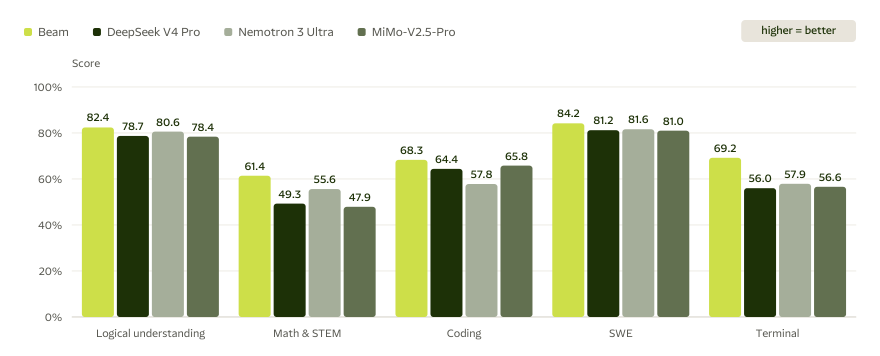 Beam DeepSeek V4 Pro Nemotron 3 Ultra MiMo-V2.5-Pro higher = better
Score
100%
80%
60%
40%
20%
0%
82.4 78.7 80.6 78.4
61.4 49.3 55.6 47.9
68.3 64.4 57.8 65.8
84.2 81.2 81.6 81.0
69.2 56.0 57.9 56.6
Logical understanding Math & STEM Coding SWE Terminal